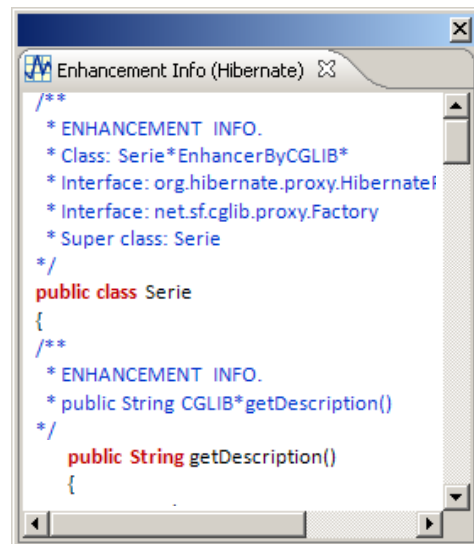 Enhancement Info (Hibernate)
/**
* ENHANCEMENT INFO.
* Class: Serie*EnhancerByCGLIB*
* Interface: org.hibernate.proxy.Hibernate
* Interface: net.sf.cglib.proxy.Factory
* Super class: Serie
*/
public class Serie
{
/**
* ENHANCEMENT INFO.
* public String CGLIB*getDescription()
*/
public String getDescription()
{